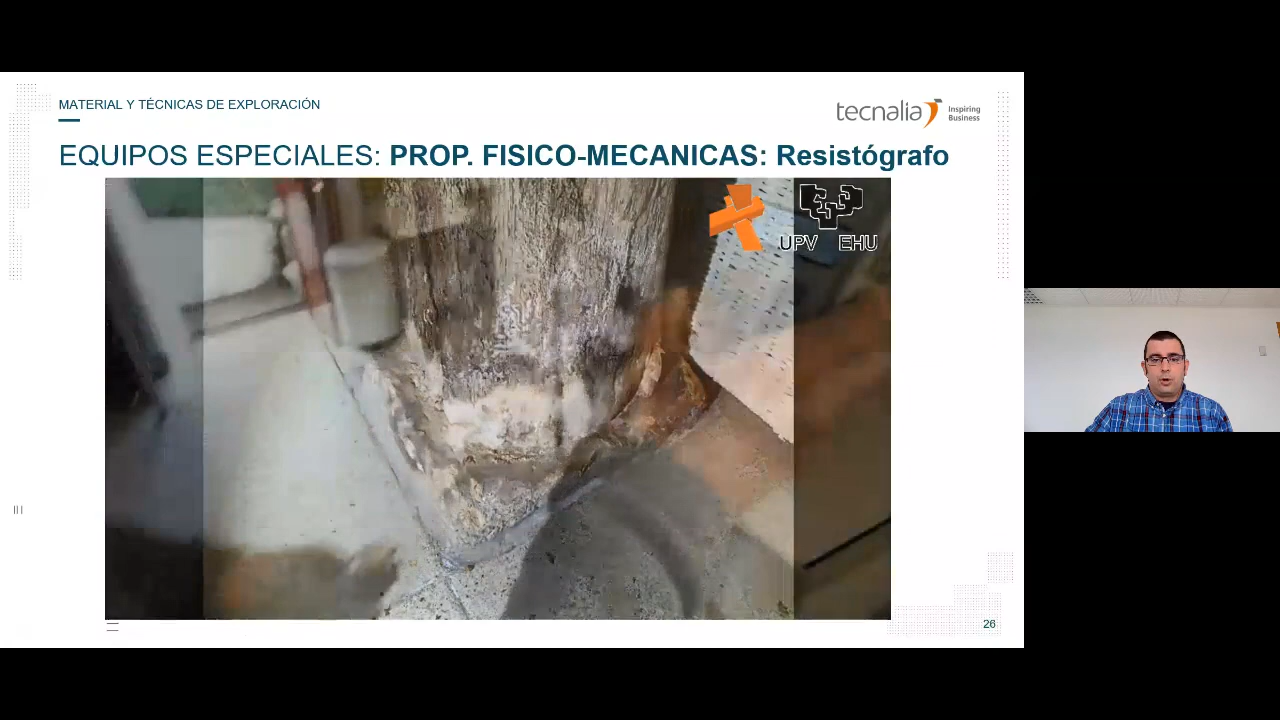 MATERIAL Y TÉCNICAS DE EXPLORACIÓN
tecnalia Inspiring
Business
EQUIPOS ESPECIALES: PROP. FISICO-MECANICAS: Resistógrafo
UPV EHU
26